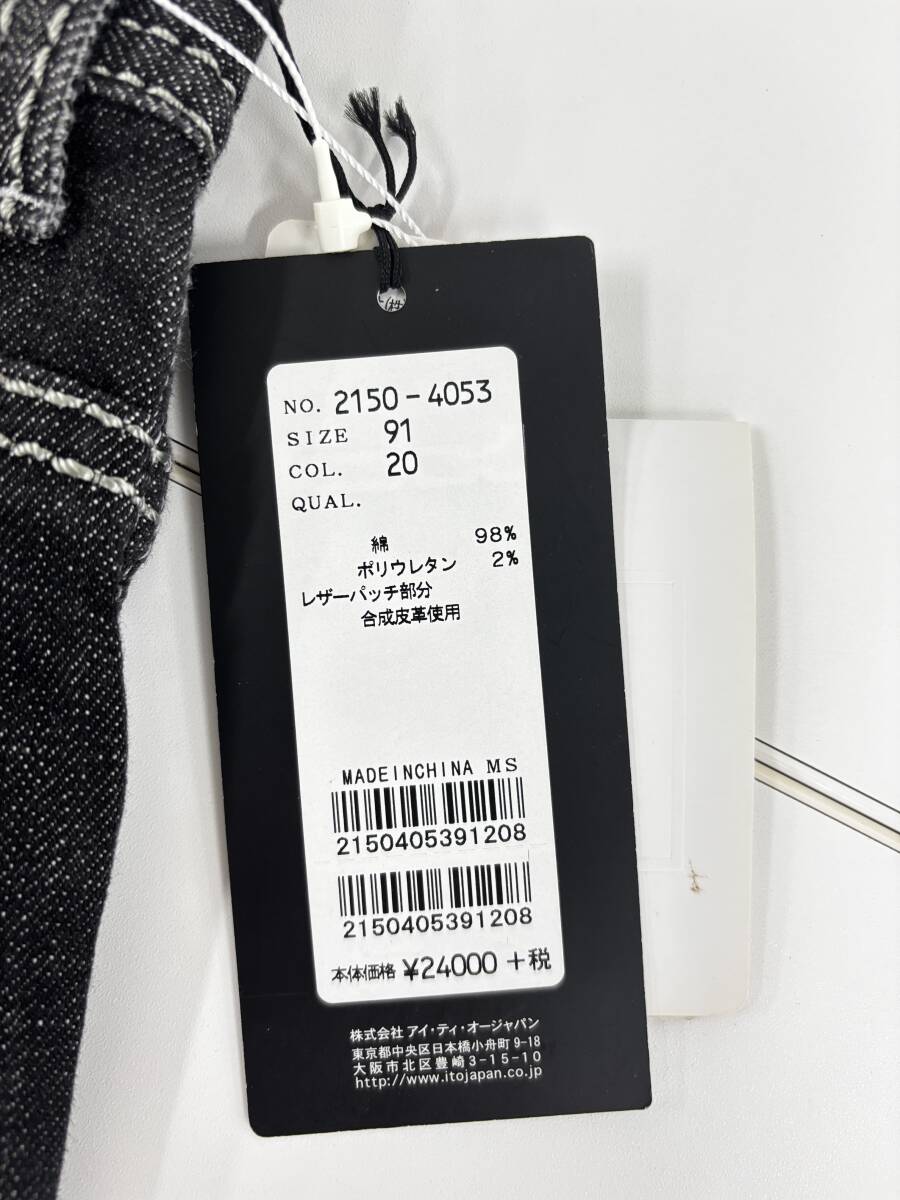 (株
NO. 2150-4053
SIZE 91
COL. 20
QUAL.
綿 98%
ポリウレタン 2%
レザーパッチ部分
合成皮革使用
MADEINCHINA MS
2150405391208
2150405391208
本体価格 ¥24000 +税
株式会社 アイ・ティ・オージャパン
東京都中央区日本橋小舟町 9-18
大阪市北区豊崎 3-15-10
http://www.itojapan.co.jp